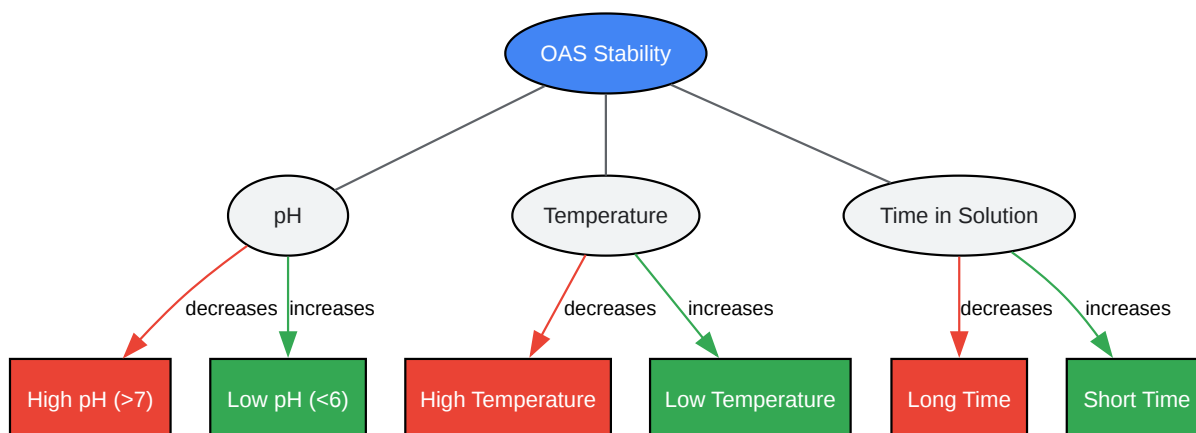 OAS Stability
pH
Temperature
Time in Solution
decreases
increases
decreases
increases
decreases
increases
High pH (>7)
Low pH (<6)
High Temperature
Low Temperature
Long Time
Short Time